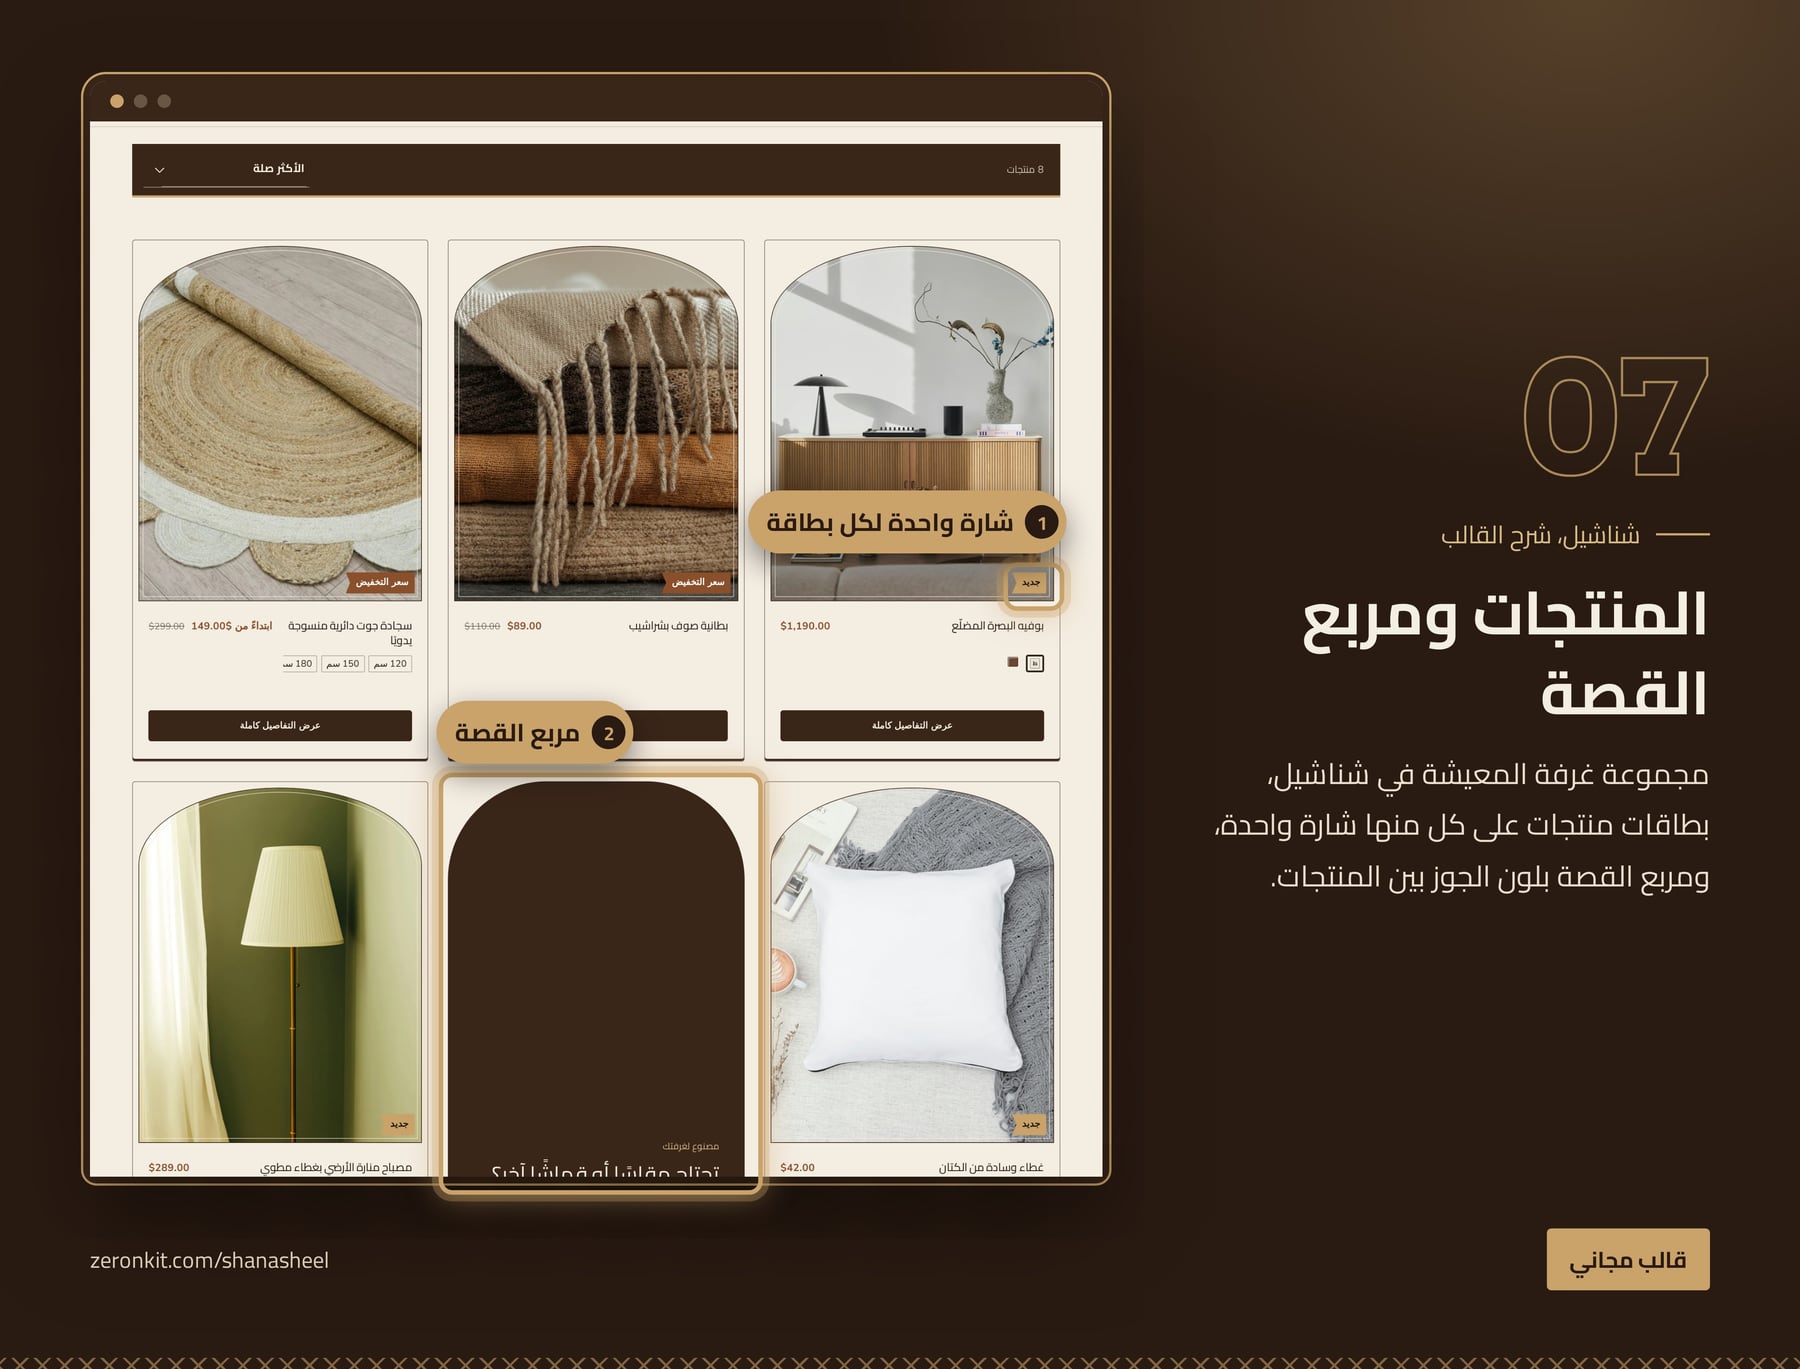 07
شناشيل، شرح القالب
المنتجات ومربع
القصة
مجموعة غرفة المعيشة في شناشيل،
بطاقات منتجات على كل منها شارة واحدة،
ومربع القصة بلون الجوز بين المنتجات.
8 منتجات
الأكثر صلة
1 شارة واحدة لكل بطاقة
جديد
سعر التخفيض
سعر التخفيض
بوفيه البصرة المضلّع
$1,190.00
بطانية صوف بشراشيب
$89.00 $110.00
سجادة جوت دائرية منسوجة
يدويًا
ابتداءً من $149.00 $299.00
120 سم
150 سم
180 سم
عرض التفاصيل كاملة
عرض التفاصيل كاملة
2 مربع القصة
جديد
جديد
مصنوع لغرفتك
تحتاج مقاسًا أو قماشًا آخر؟
غطاء وسادة من الكتان
$42.00
مصباح منارة الأرضي بغطاء مطوي
$289.00
zeronkit.com/shanasheel
قالب مجاني